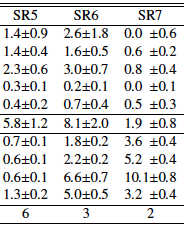 SR5 SR6 SR7
1.4±0.9 2.6±1.8 0.0 ±0.6
1.4±0.4 1.6±0.5 0.6 ±0.2
2.3±0.6 3.0±0.7 0.8 ±0.4
0.3±0.1 0.2±0.1 0.0 ±0.1
0.4±0.2 0.7±0.4 0.5 ±0.3
5.8±1.2 8.1±2.0 1.9 ±0.8
0.7±0.1 1.8±0.2 3.6 ±0.4
0.6±0.1 2.2±0.2 5.2 ±0.4
0.6±0.1 6.6±0.7 10.1±0.8
1.3±0.2 5.0±0.5 3.2 ±0.4
6 3 2